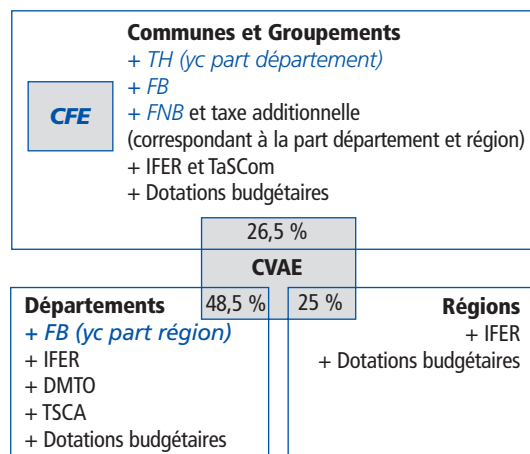 Communes et Groupements
+ TH (yc part département)
+ FB
CFE
+ FNB et taxe additionnelle
(correspondant à la part département et région)
+ IFER et TaSCom
+ Dotations budgétaires
26,5 %
CVAE
48,5 %
25 %
Départements
+ FB (yc part région)
+ IFER
+ DMTO
+ TSCA
+ Dotations budgétaires
Régions
+ IFER
+ Dotations budgétaires